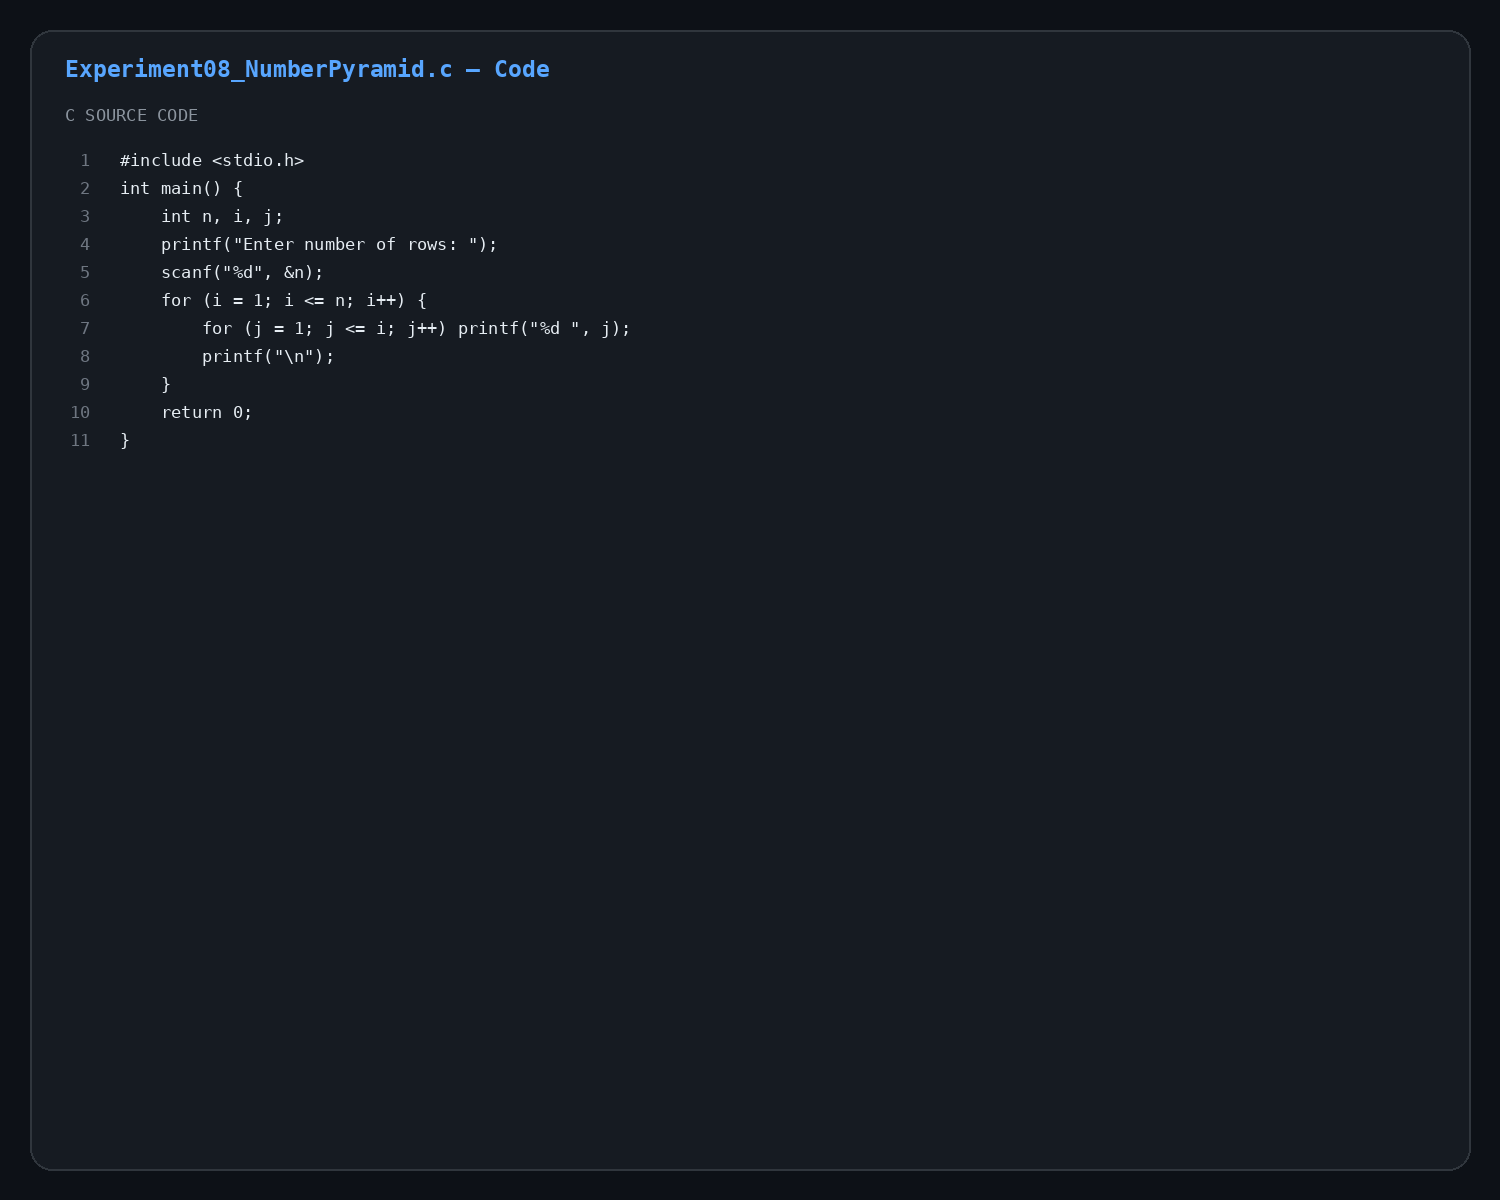 Experiment08_NumberPyramid.c — Code
C SOURCE CODE
1 #include <stdio.h>
2 int main() {
3     int n, i, j;
4     printf("Enter number of rows: ");
5     scanf("%d", &n);
6     for (i = 1; i <= n; i++) {
7         for (j = 1; j <= i; j++) printf("%d ", j);
8         printf("\n");
9     }
10     return 0;
11 }